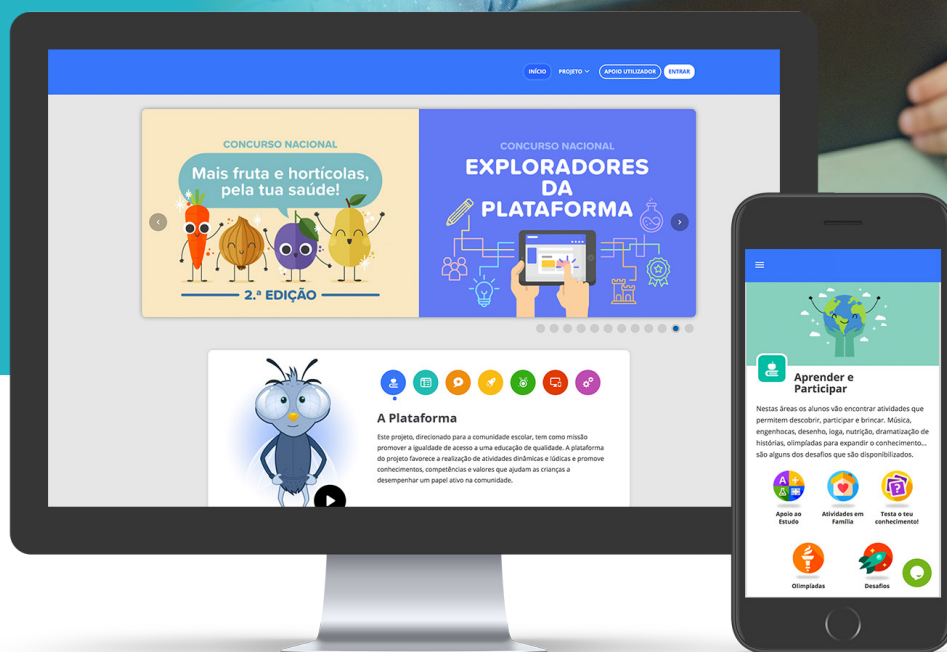 INÍCIO PROJETO APOIO UTILIZADOR ENTRAR
CONCURSO NACIONAL
Mais fruta e hortícolas,
pela tua saúde!
2.ª EDIÇÃO
CONCURSO NACIONAL
EXPLORADORES
DA
PLATAFORMA
A Plataforma
Este projeto, direcionado para a comunidade escolar, tem como missão
promover a igualdade de acesso a uma educação de qualidade. A plataforma
do projeto favorece a realização de atividades dinâmicas e lúdicas e promove
conhecimentos, competências e valores que ajudam as crianças a
desempenhar um papel ativo na comunidade.
Aprender e
Participar
Nestas áreas os alunos vão encontrar atividades que
permitem descobrir, participar e brincar. Música,
engenhocas, desenho, ioga, nutrição, dramatização de
histórias, olimpíadas para expandir o conhecimento...
são alguns dos desafios que são disponibilizados.
Apoio ao
Estudo
Atividades em
Família
Testa o teu
conhecimento!
Olimpíadas
Desafios